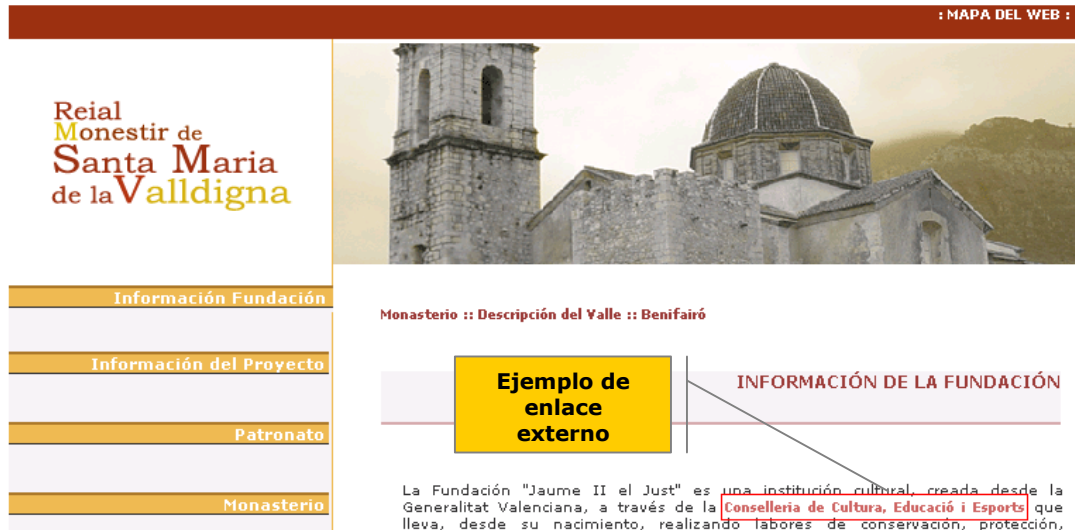 : MAPA DEL WEB :
Reial
Monestir de
Santa Maria
de la Valldigna
Información Fundación
Información del Proyecto
Patronato
Monasterio
Monasterio :: Descripción del Valle :: Benifairó
Ejemplo de
enlace
externo
INFORMACIÓN DE LA FUNDACIÓN
La Fundación "Jaume II el Just" es una institución cultural, creada desde la
Generalitat Valenciana, a través de la Conselleria de Cultura, Educació i Esports que
lleva, desde su nacimiento, realizando labores de conservación, protección,